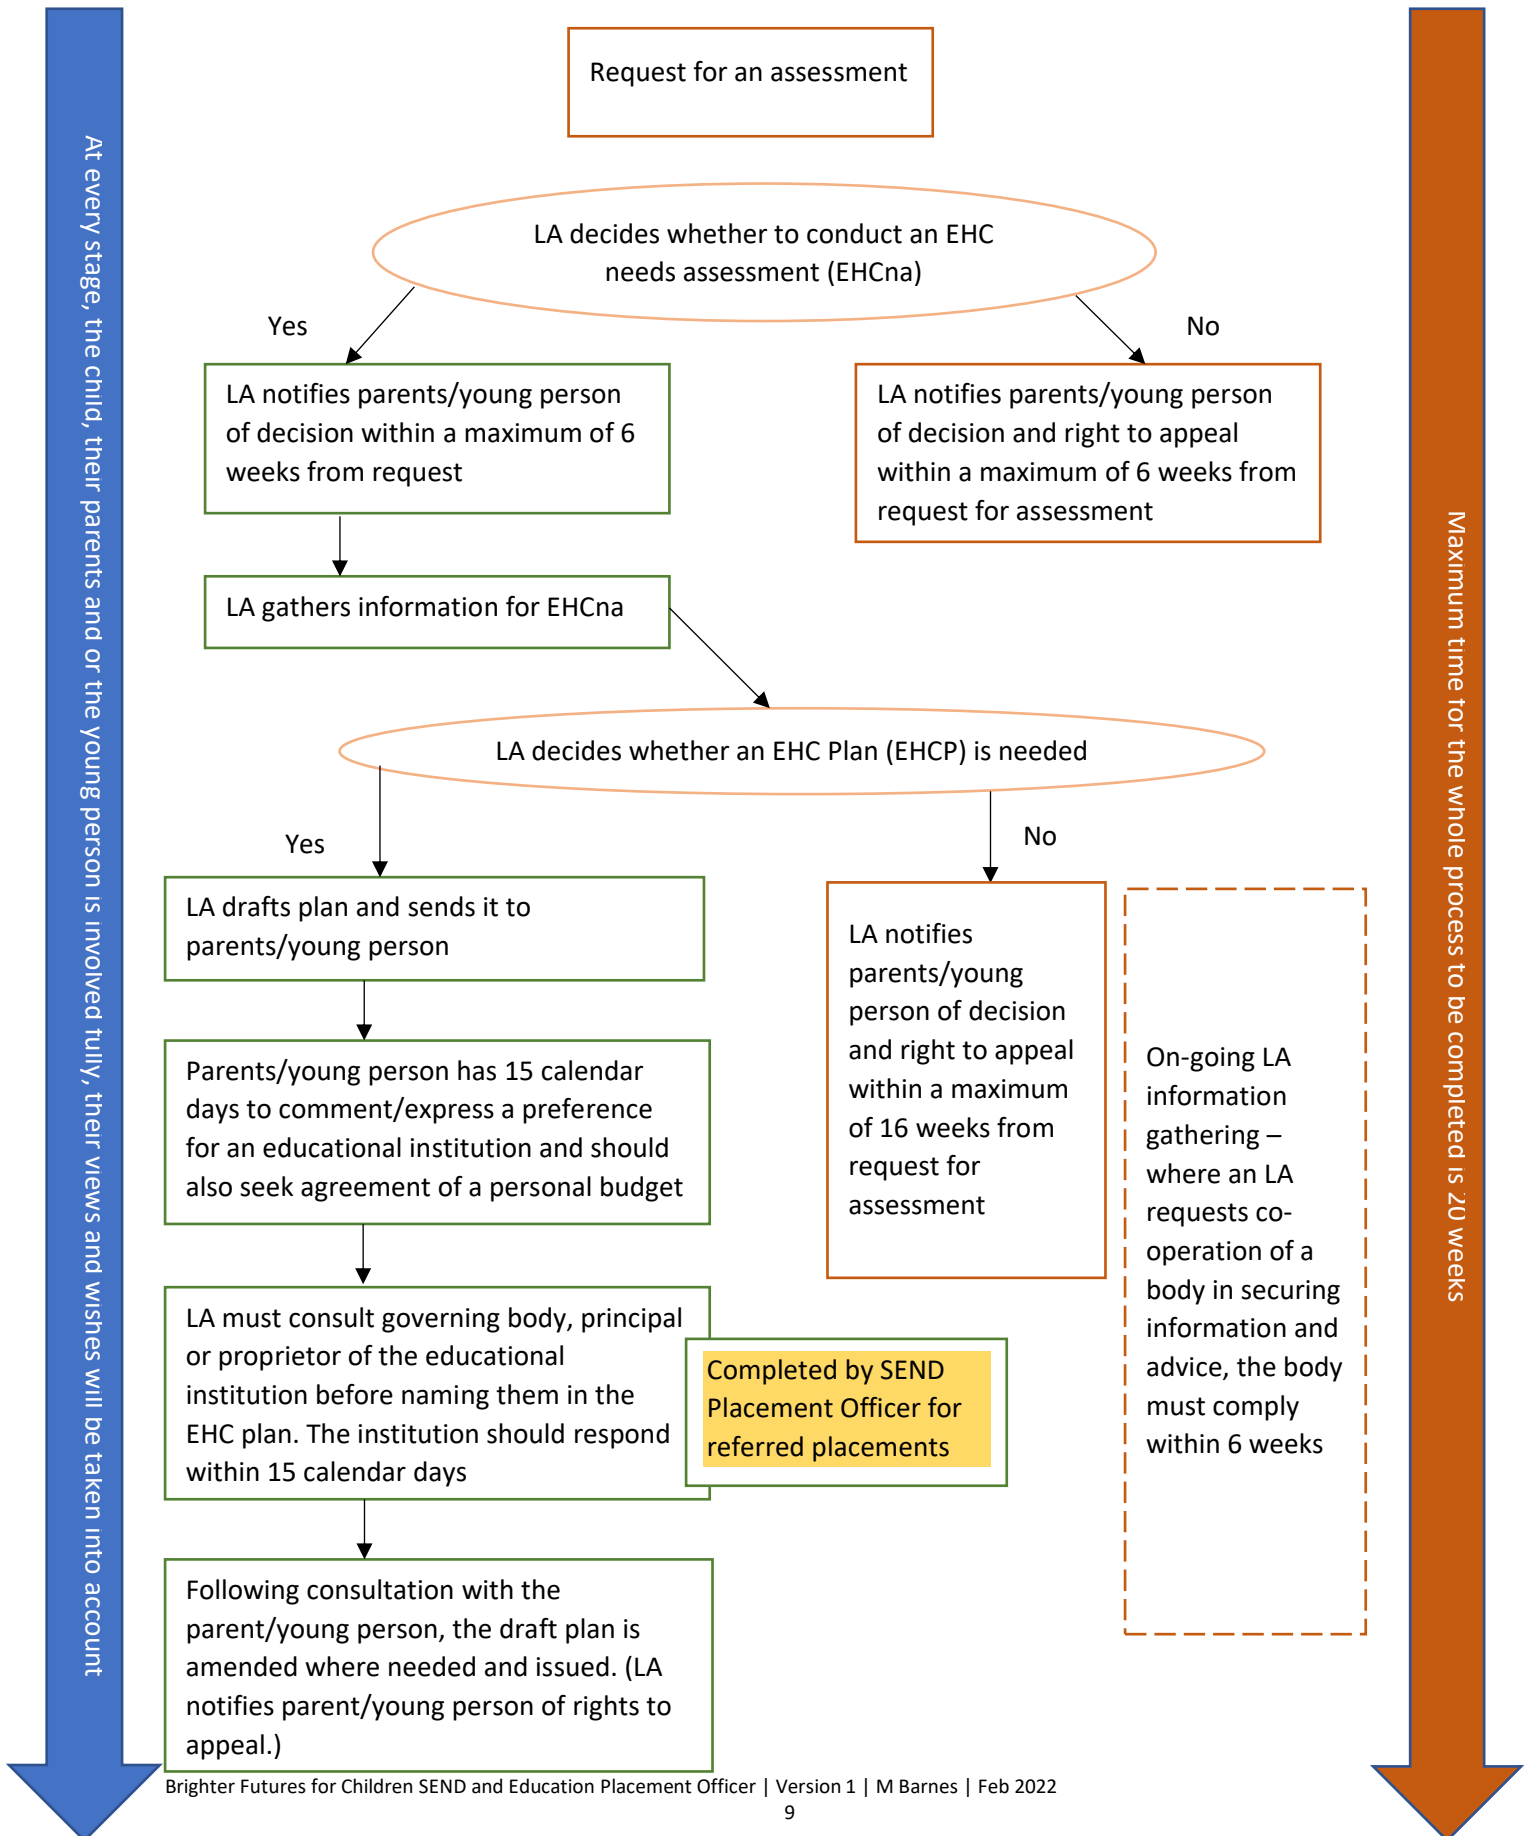 Request for an assessment
LA decides whether to conduct an EHC
needs assessment (EHCna)
Yes
No
LA notifies parents/young person
of decision within a maximum of 6
weeks from request
LA notifies parents/young person
of decision and right to appeal
within a maximum of 6 weeks from
request for assessment
LA gathers information for EHCna
LA decides whether an EHC Plan (EHCP) is needed
Yes
No
LA drafts plan and sends it to
parents/young person
Parents/young person has 15 calendar
days to comment/express a preference
for an educational institution and should
also seek agreement of a personal budget
LA must consult governing body, principal
or proprietor of the educational
institution before naming them in the
EHC plan. The institution should respond
within 15 calendar days
Completed by SEND
Placement Officer for
referred placements
Following consultation with the
parent/young person, the draft plan is
amended where needed and issued. (LA
notifies parent/young person of rights to
appeal.)
LA notifies
parents/young
person of decision
and right to appeal
within a maximum
of 16 weeks from
request for
assessment
On-going LA
information
gathering –
where an LA
requests co-
operation of a
body in securing
information and
advice, the body
must comply
within 6 weeks
At every stage, the child, their parents and or the young person is involved fully, their views and wishes will be taken into account
Maximum time for the whole process to be completed is 20 weeks
Brighter Futures for Children SEND and Education Placement Officer | Version 1 | M Barnes | Feb 2022
9